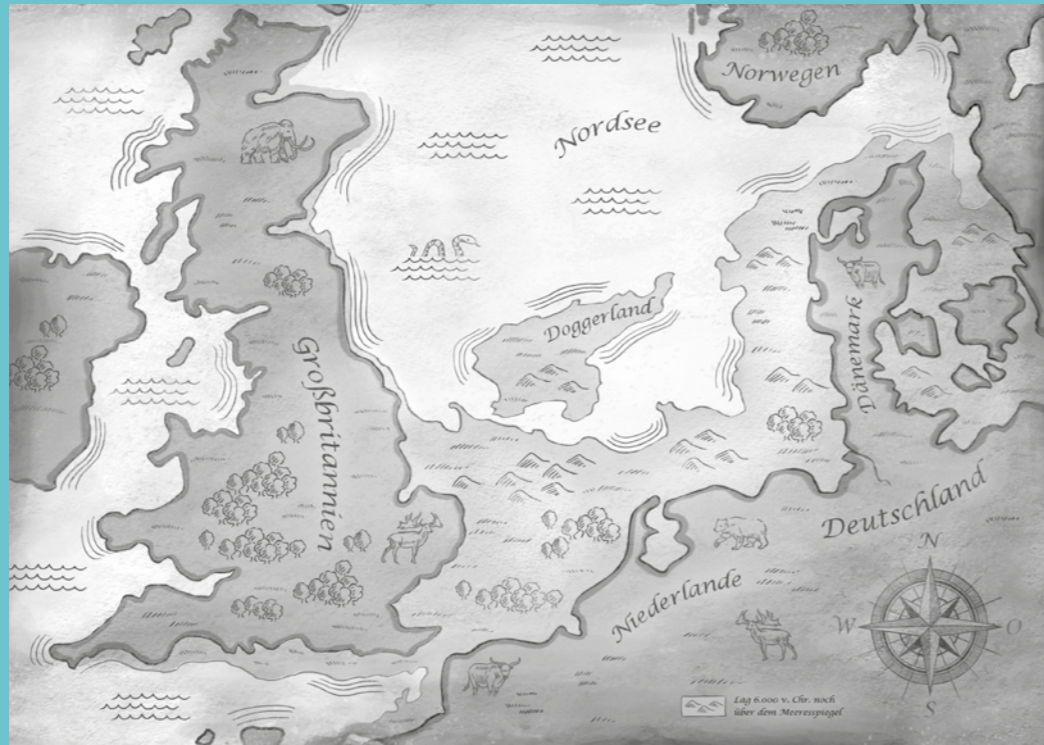 Norwegen
Nordsee
Doggerland
Großbritannien
Dänemark
Deutschland
Niederlande
N
W
O
S
Lag 6.000 v. Chr. noch
über dem Meeresspiegel